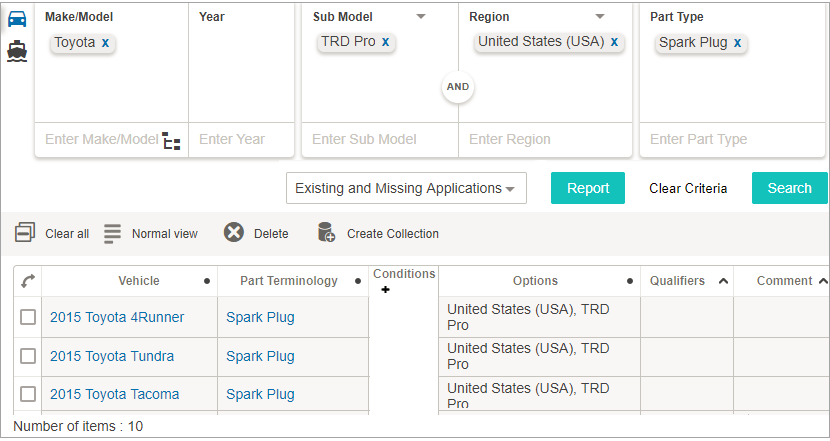 Make/Model Year Sub Model Region Part Type
Toyota x TRD Pro x United States (USA) x Spark Plug x
AND
Enter Make/Model Enter Year Enter Sub Model Enter Region Enter Part Type
Existing and Missing Applications Report Clear Criteria Search
Clear all Normal view Delete Create Collection
Vehicle Part Terminology Conditions Options Qualifiers Comment
2015 Toyota 4Runner Spark Plug United States (USA), TRD
Pro
2015 Toyota Tundra Spark Plug United States (USA), TRD
Pro
2015 Toyota Tacoma Spark Plug United States (USA), TRD
Pro
Number of items : 10